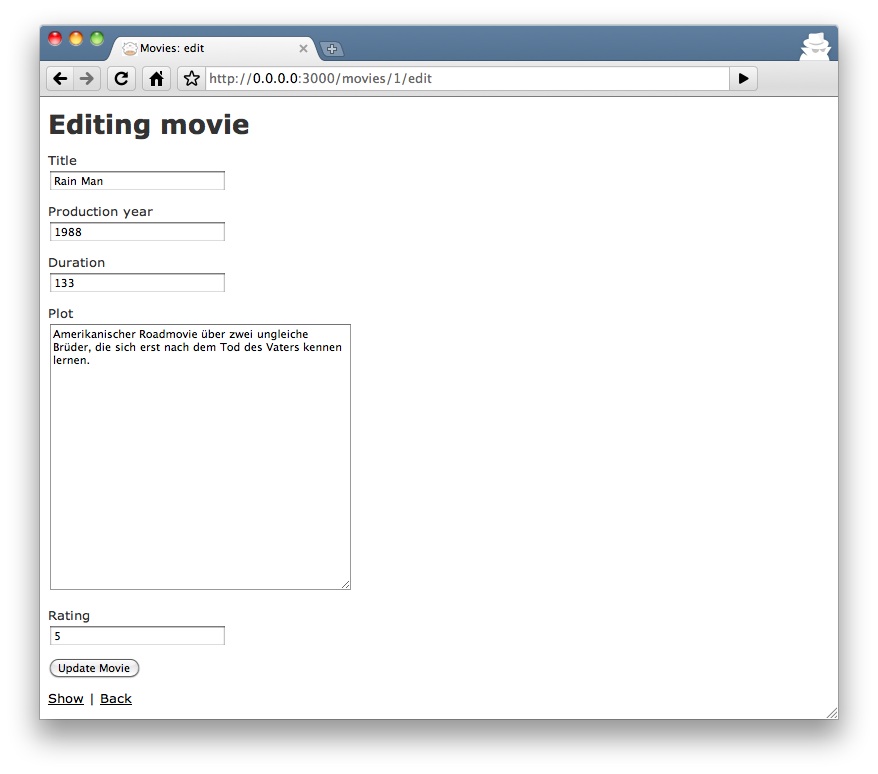 Movies: edit
http://0.0.0.0:3000/movies/1/edit
Editing movie
Title
Rain Man
Production year
1988
Duration
133
Plot
Amerikanischer Roadmovie über zwei ungleiche
Brüder, die sich erst nach dem Tod des Vaters kennen
lernen.
Rating
5
Update Movie
Show | Back